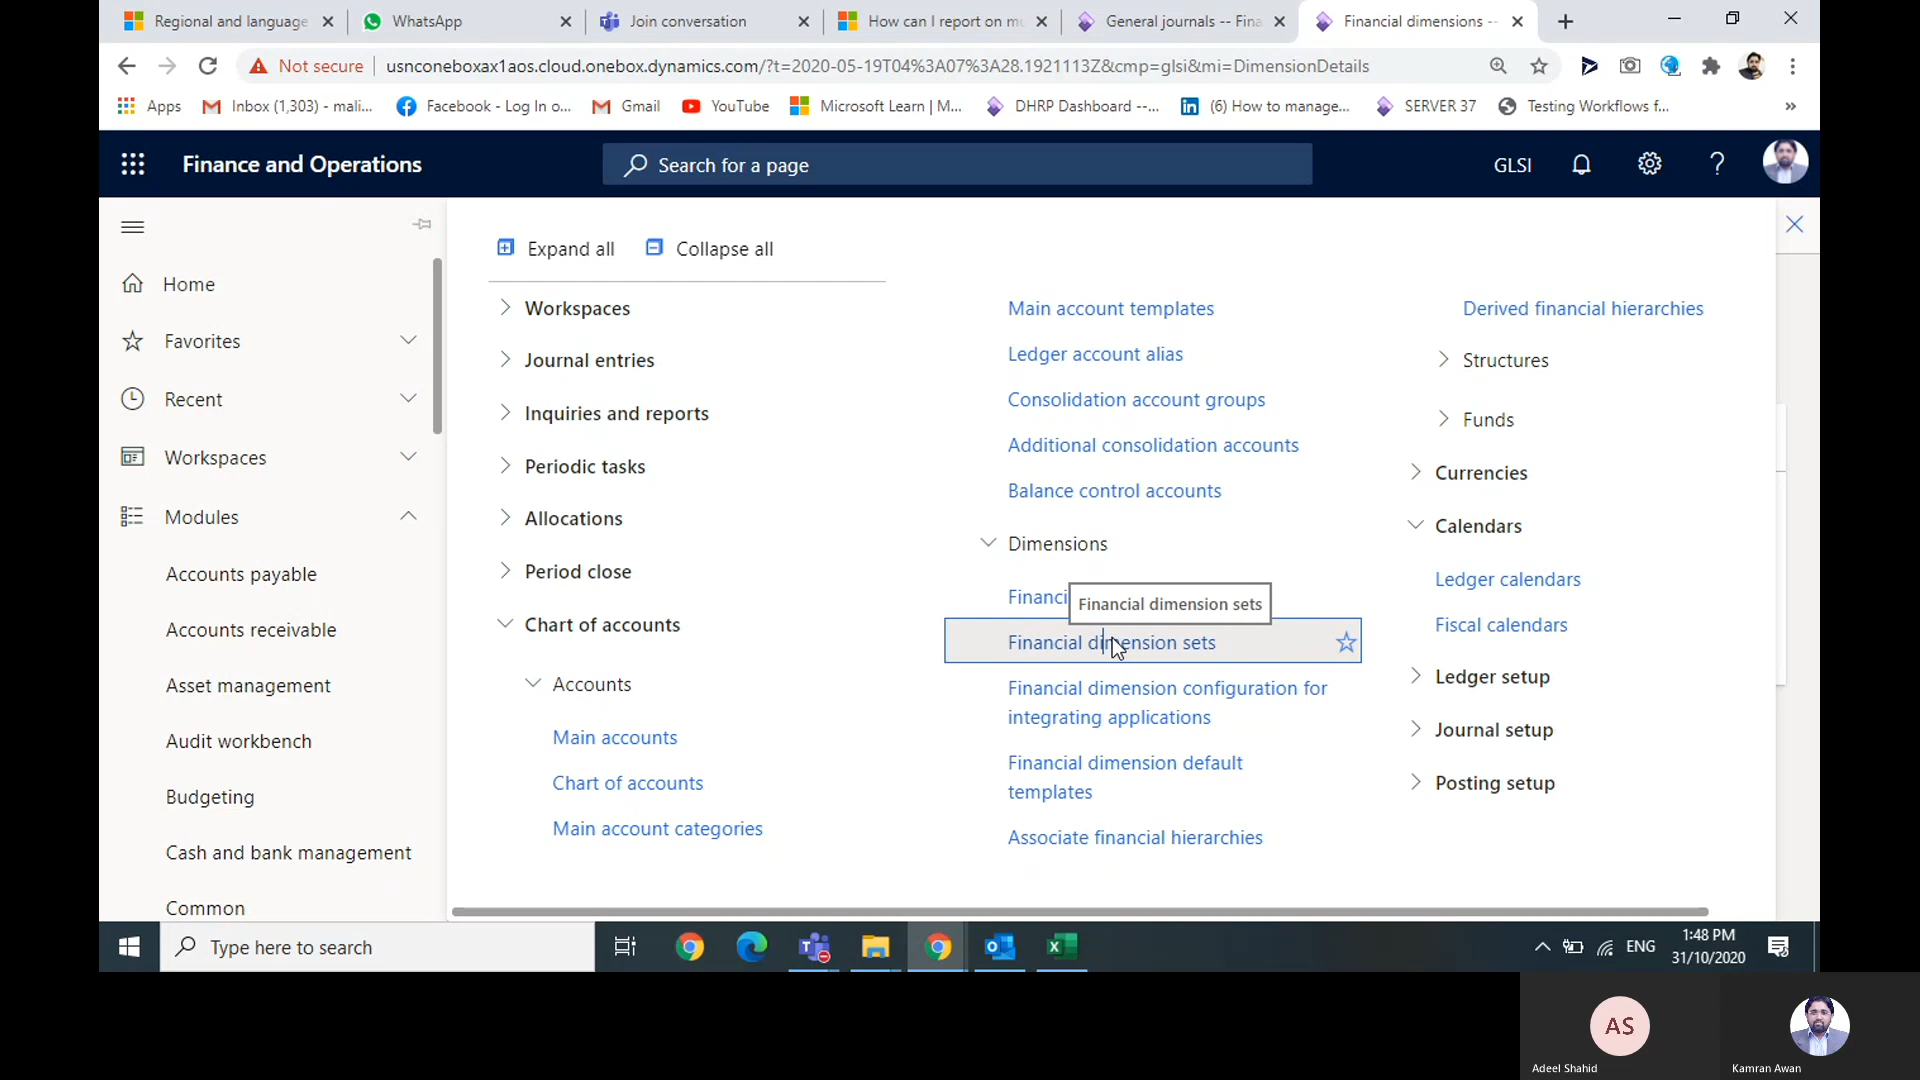 Regional and language
WhatsApp
Join conversation
How can I report on mu
General journals -- Fina
Financial dimensions --
Not secure
usnconeboxax1aos.cloud.onebox.dynamics.com/?t=2020-05-19T04%3A07%3A28.1921113Z&cmp=glsi&mi=DimensionDetails
Apps
Inbox (1,303) - mali...
Facebook - Log In o...
Gmail
YouTube
Microsoft Learn | M...
DHRP Dashboard --...
(6) How to manage...
SERVER 37
Testing Workflows f...
»
Finance and Operations
Search for a page
GLSI
Home
Favorites
Recent
Workspaces
Modules
Accounts payable
Accounts receivable
Asset management
Audit workbench
Budgeting
Cash and bank management
Common
Expand all
Collapse all
Workspaces
Journal entries
Inquiries and reports
Periodic tasks
Allocations
Period close
Chart of accounts
Accounts
Main accounts
Chart of accounts
Main account categories
Main account templates
Ledger account alias
Consolidation account groups
Additional consolidation accounts
Balance control accounts
Dimensions
Financi
Financial dimension sets
Financial dimension sets
Financial dimension configuration for
integrating applications
Financial dimension default
templates
Associate financial hierarchies
Derived financial hierarchies
Structures
Funds
Currencies
Calendars
Ledger calendars
Fiscal calendars
Ledger setup
Journal setup
Posting setup
Type here to search
ENG
1:48 PM
31/10/2020
AS
Adeel Shahid
Kamran Awan